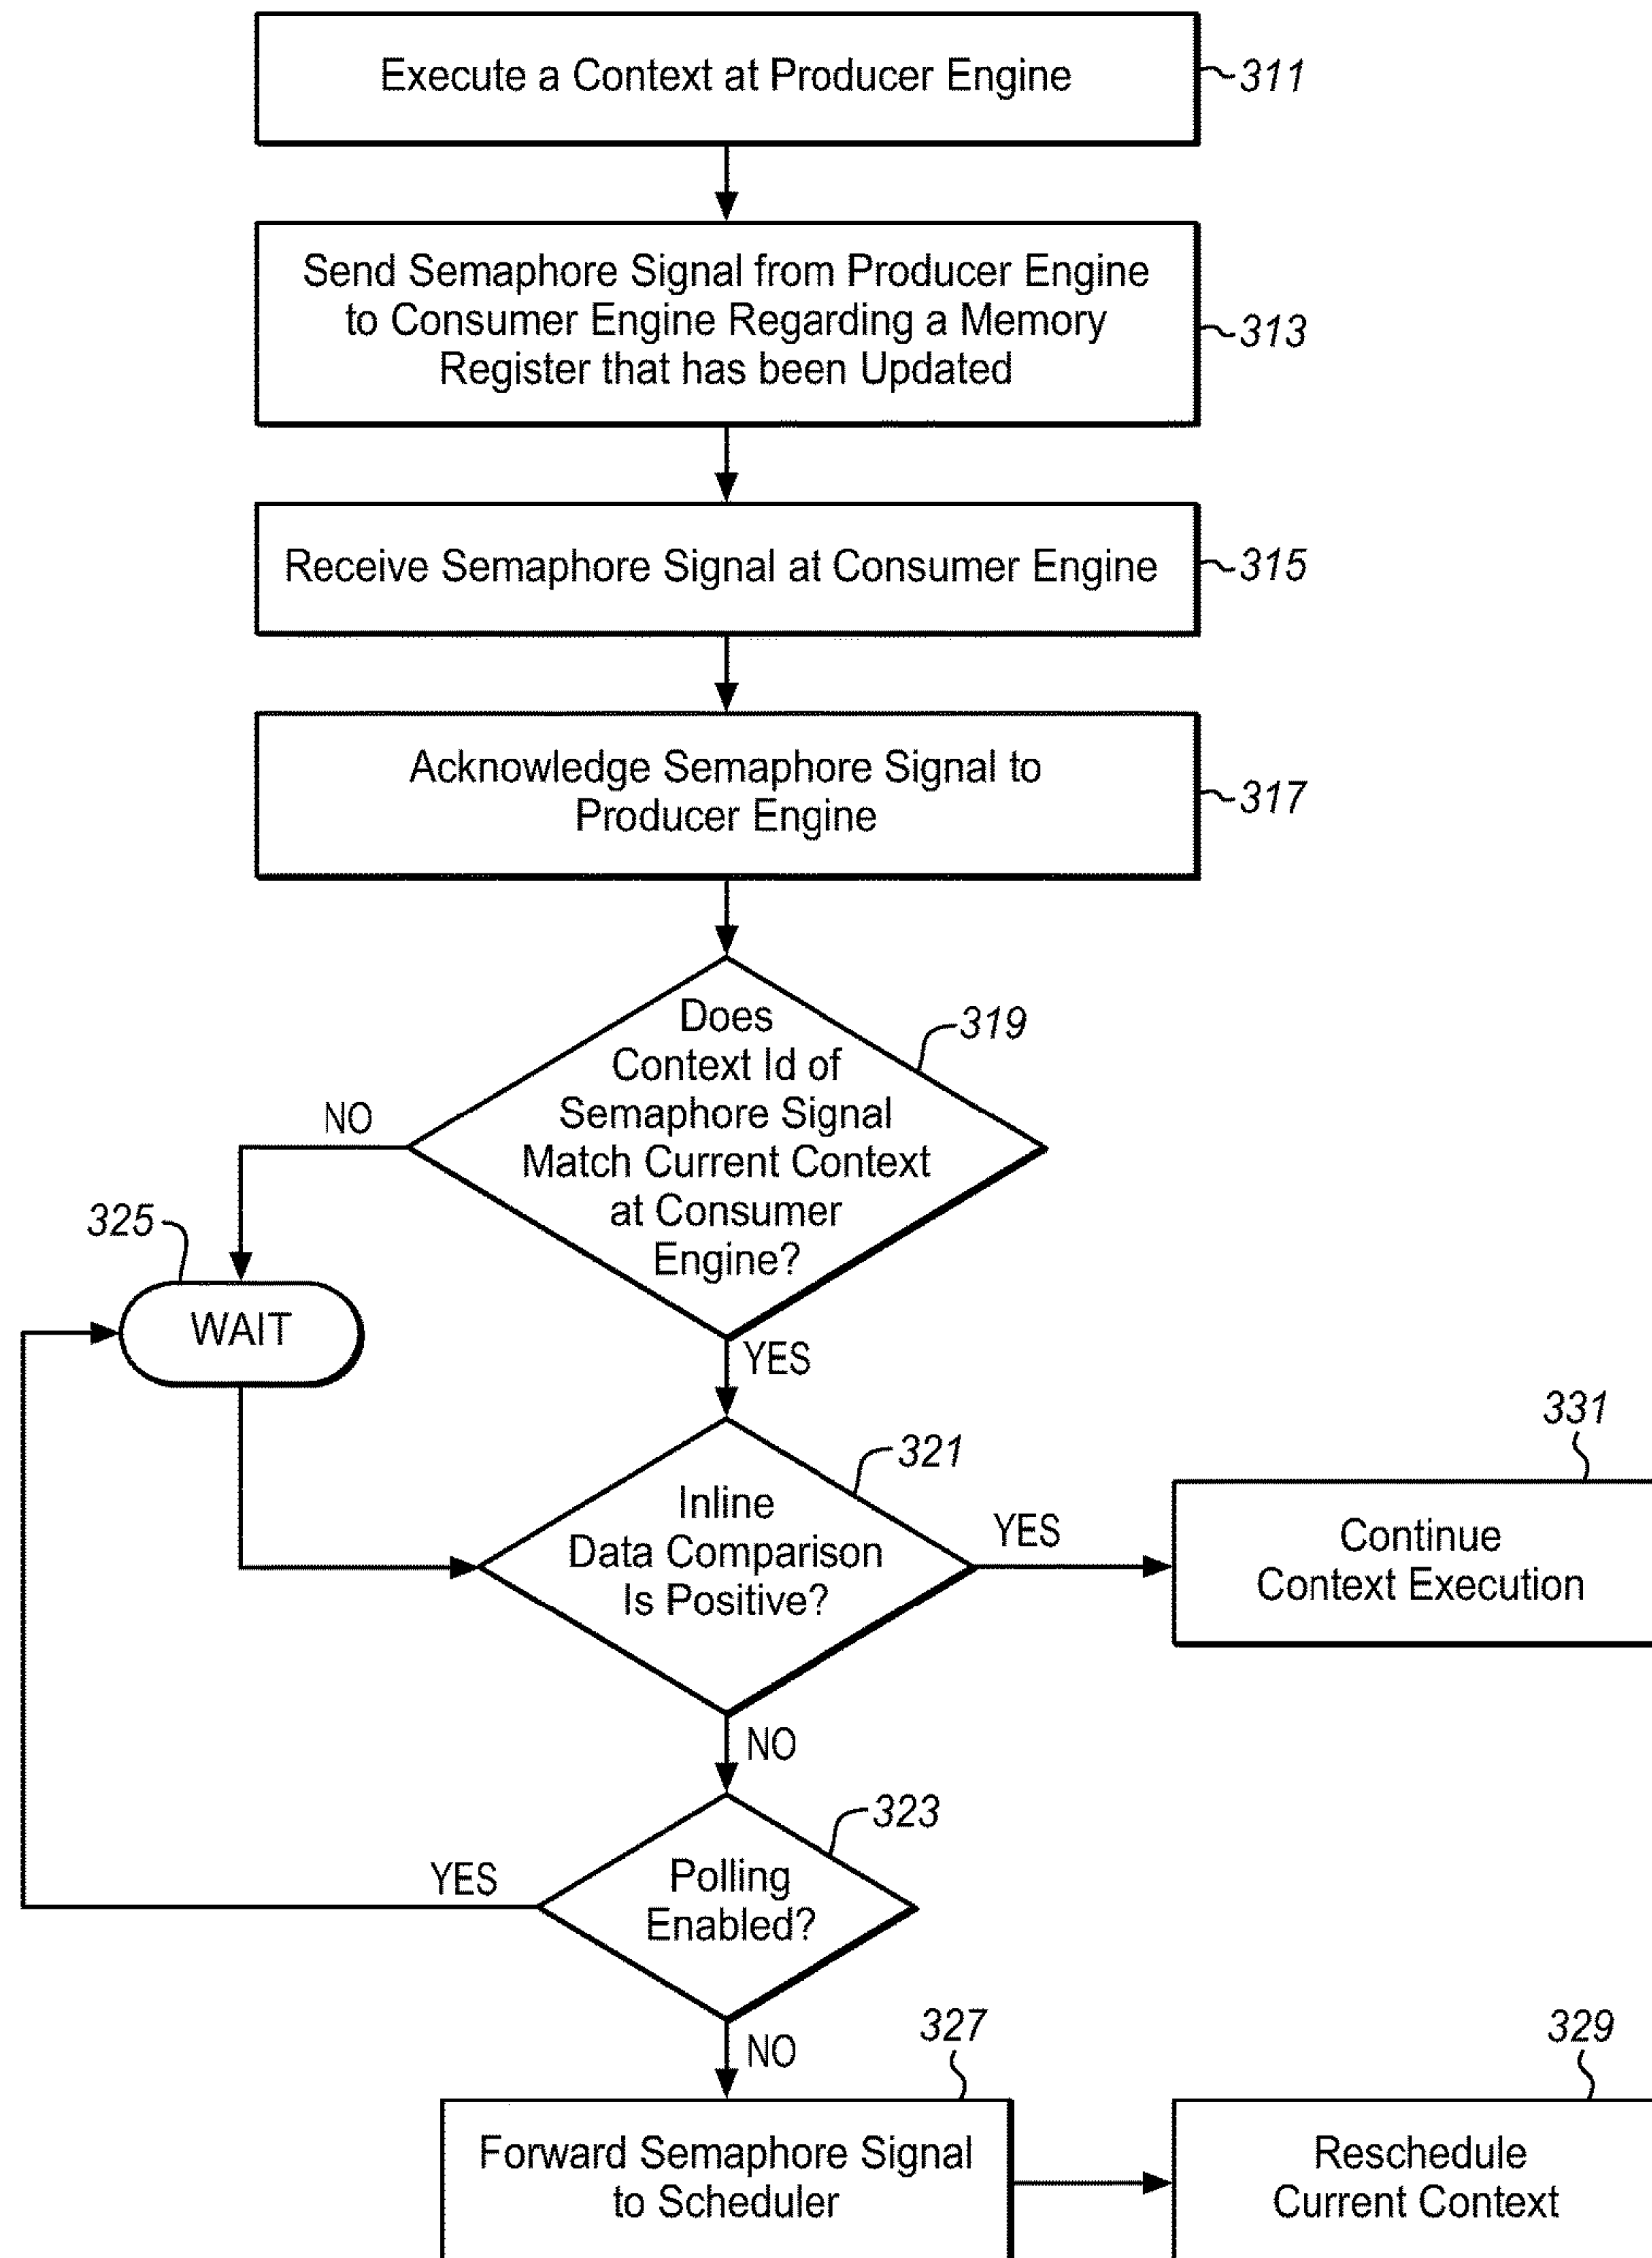 Execute a Context at Producer Engine
311
Send Semaphore Signal from Producer Engine
to Consumer Engine Regarding a Memory
Register that has been Updated
313
Receive Semaphore Signal at Consumer Engine
315
Acknowledge Semaphore Signal to
Producer Engine
317
Does
Context Id of
Semaphore Signal
Match Current Context
at Consumer
Engine?
319
NO
325
WAIT
YES
Inline
Data Comparison
Is Positive?
321
YES
331
Continue
Context Execution
NO
Polling
Enabled?
323
YES
NO
327
Forward Semaphore Signal
to Scheduler
329
Reschedule
Current Context